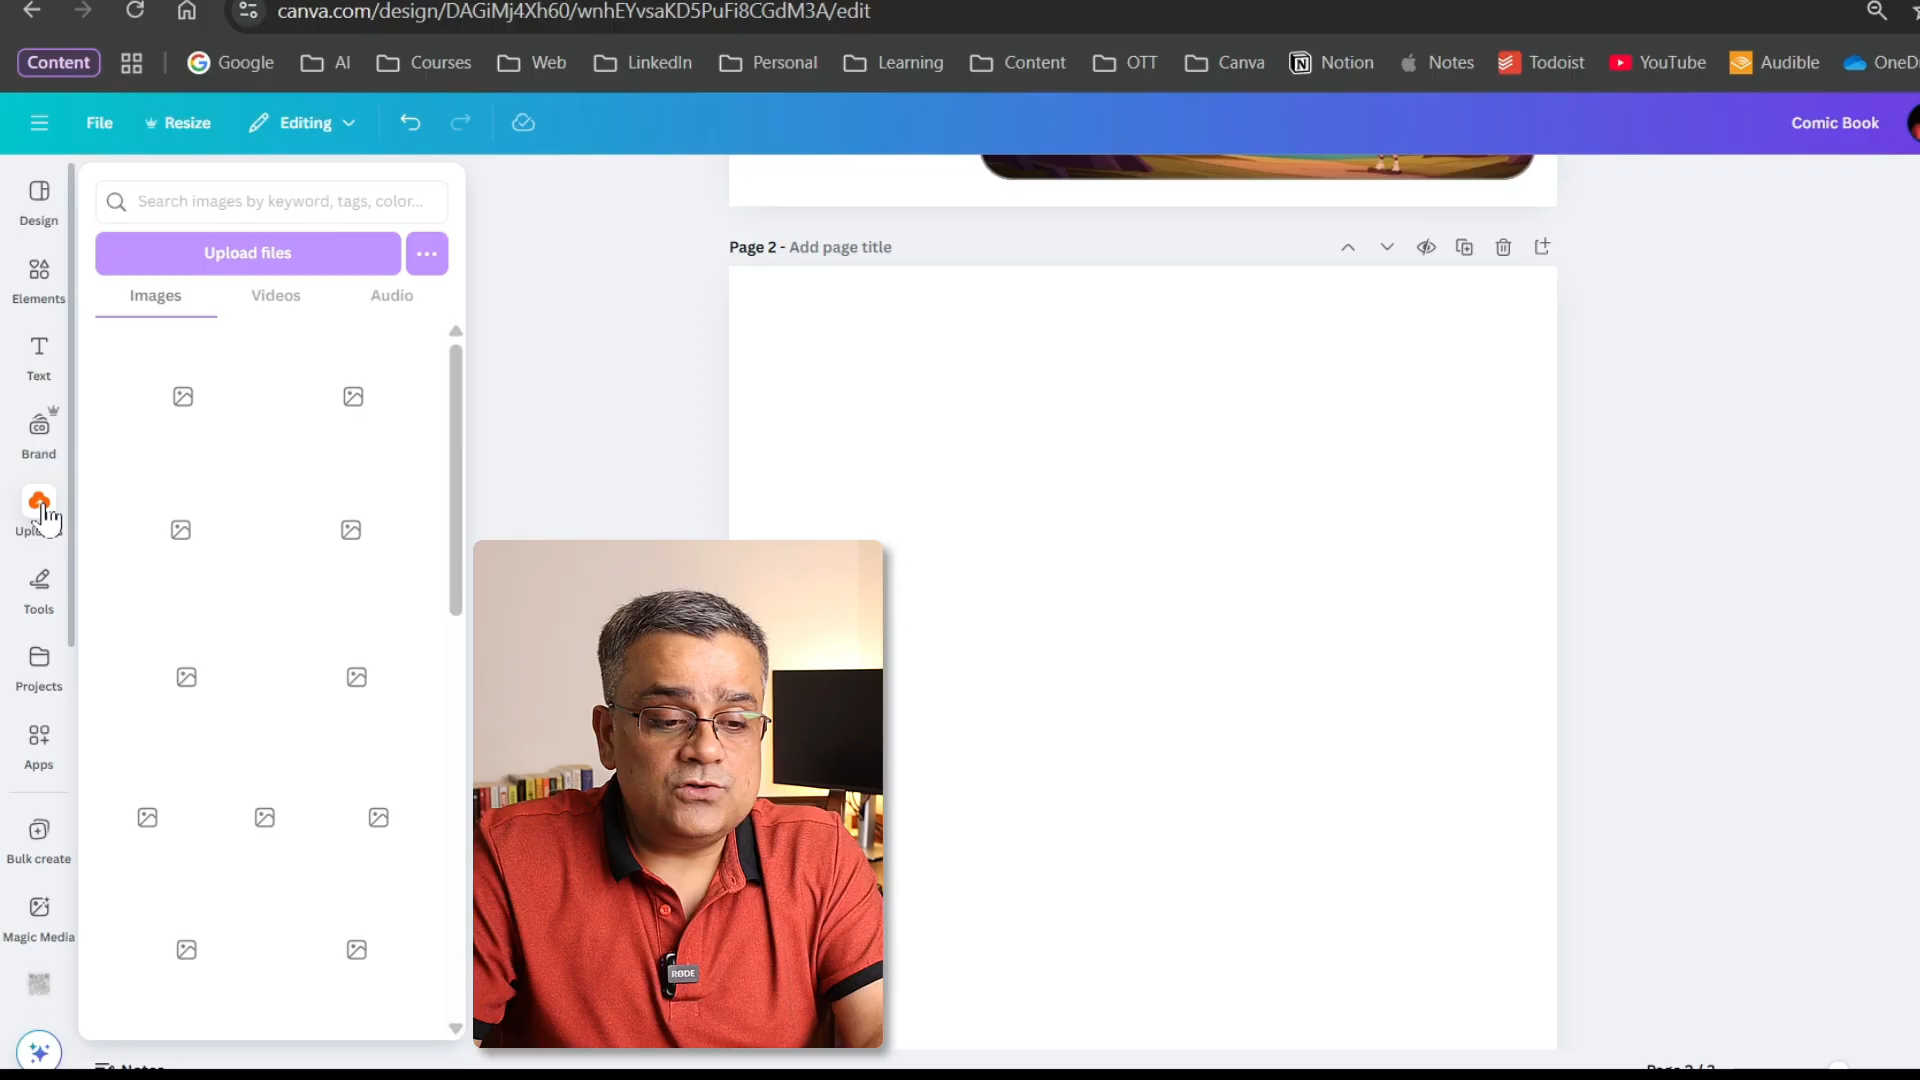 canva.com/design/DAGiMj4Xh60/wnhEYvsaKD5PuFi8CGdM3A/edit
Content Google AI Courses Web LinkedIn Personal Learning Content OTT Canva Notion Notes Todoist YouTube Audible OneD
File Resize Editing Comic Book
Design
Elements
Text
Brand
Tools
Projects
Apps
Bulk create
Magic Media
Search images by keyword, tags, color...
Upload files
Images Videos Audio
Page 2 - Add page title
RØDE